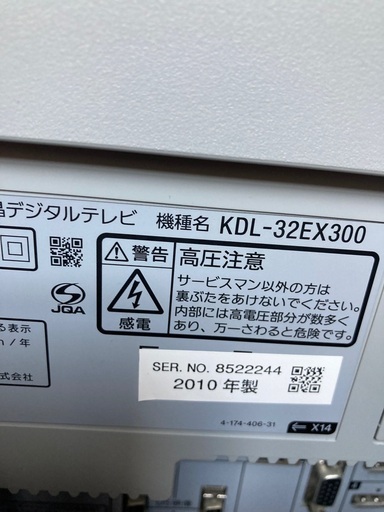 晶デジタルテレビ 機種名 KDL-32EX300
警告 高圧注意
サービスマン以外の方は
裏ぶたをあけないでください。
内部には高電圧部分が数多く
あり、万一さわると危険です。
感電
JQA
る表示
/年
式会社
SER. NO. 8522244
2010 年製
4-174-406-31
X14